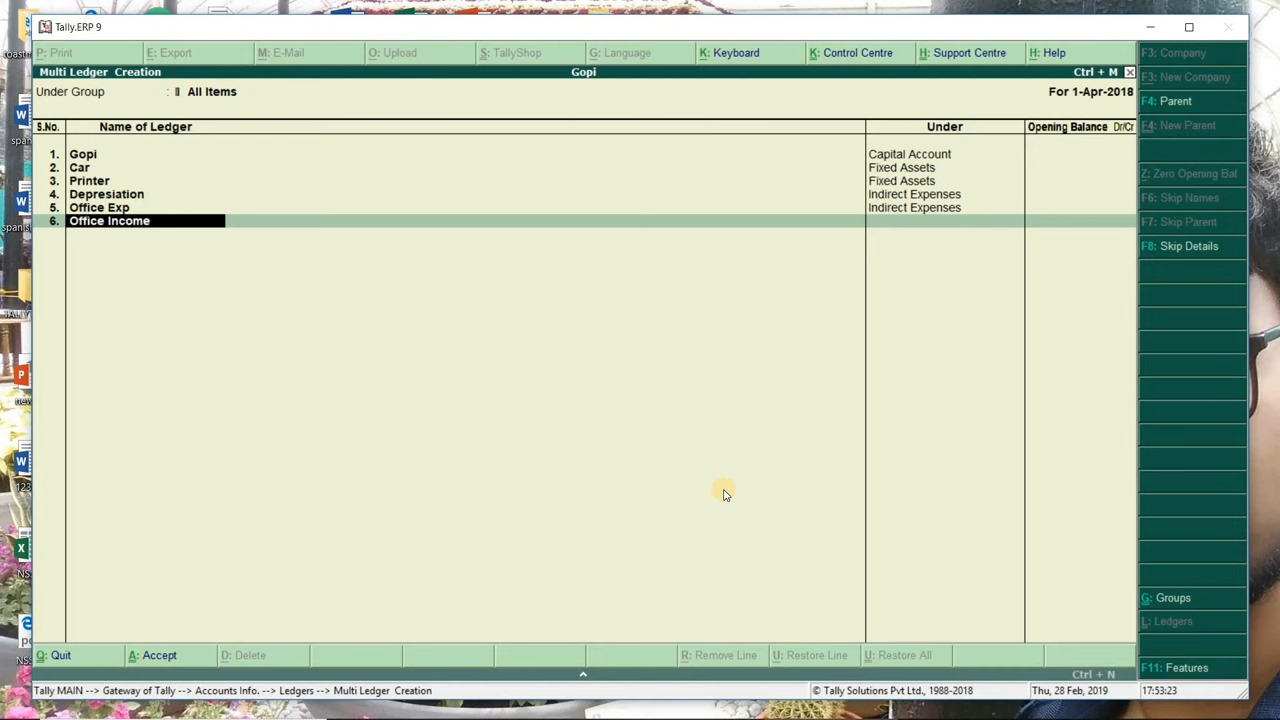 Tally.ERP 9
P: Print E: Export M: E-Mail O: Upload S: TallyShop G: Language K: Keyboard K: Control Centre H: Support Centre H: Help
F3: Company
Multi Ledger Creation Gopi Ctrl + M
F3: New Company
Under Group : All Items For 1-Apr-2018
F4: Parent
S.No. Name of Ledger Under Opening Balance Dr/Cr
F4: New Parent
1. Gopi Capital Account
2. Car Fixed Assets
Z: Zero Opening Bal
3. Printer Fixed Assets
4. Depresiation Indirect Expenses
F6: Skip Names
5. Office Exp Indirect Expenses
6. Office Income
F7: Skip Parent
F8: Skip Details
G: Groups
L: Ledgers
Q: Quit A: Accept D: Delete R: Remove Line U: Restore Line U: Restore All
F11: Features
Ctrl + N
Tally MAIN --> Gateway of Tally --> Accounts Info. --> Ledgers --> Multi Ledger Creation © Tally Solutions Pvt Ltd., 1988-2018 Thu, 28 Feb, 2019 17:53:23